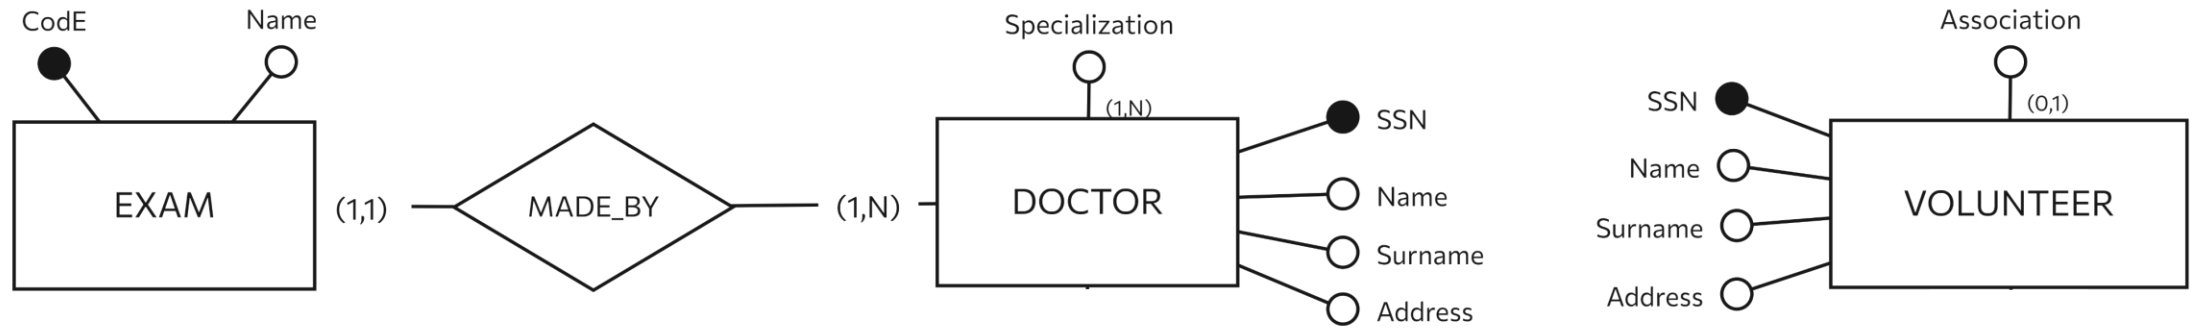 CodE
Name
EXAM
(1,1)
MADE_BY
(1,N)
Specialization
(1,N)
DOCTOR
SSN
Name
Surname
Address
Association
(0,1)
SSN
Name
Surname
Address
VOLUNTEER